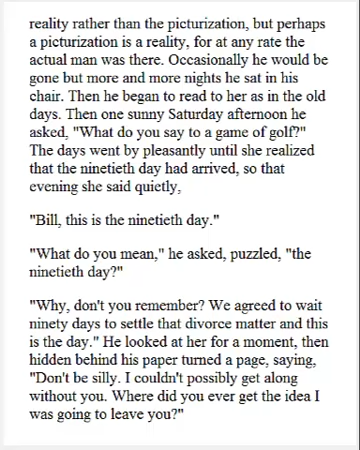 reality rather than the picturization, but perhaps
a picturization is a reality, for at any rate the
actual man was there. Occasionally he would be
gone but more and more nights he sat in his
chair. Then he began to read to her as in the old
days. Then one sunny Saturday afternoon he
asked, "What do you say to a game of golf?"
The days went by pleasantly until she realized
that the ninetieth day had arrived, so that
evening she said quietly,
"Bill, this is the ninetieth day."
"What do you mean," he asked, puzzled, "the
ninetieth day?"
"Why, don't you remember? We agreed to wait
ninety days to settle that divorce matter and this
is the day." He looked at her for a moment, then
hidden behind his paper turned a page, saying,
"Don't be silly. I couldn't possibly get along
without you. Where did you ever get the idea I
was going to leave you?"